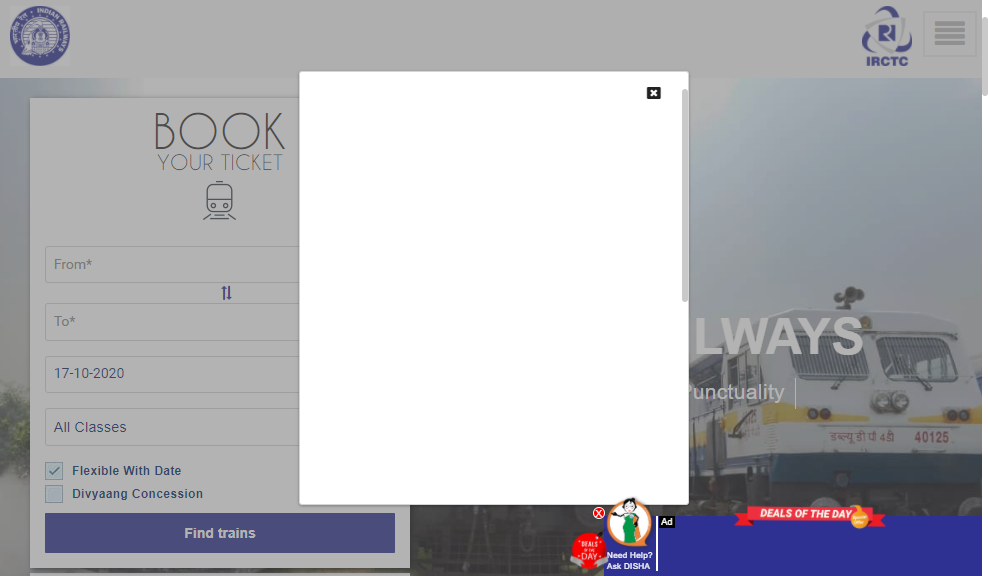 INDIAN RAILWAYS
IRCTC
BOOK
YOUR TICKET
From*
To*
17-10-2020
All Classes
Flexible With Date
Divyaang Concession
Find trains
LWAYS
Punctuality
डब्ल्यू डी पी 4डी 40125
Ad
DEALS OF THE DAY
DEALS
OF THE
DAY
Need Help?
Ask DISHA